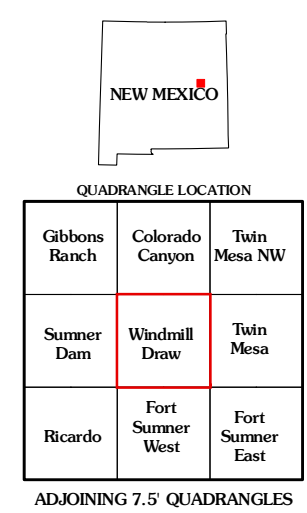 NEW MEXICO
QUADRANGLE LOCATION
Gibbons
Ranch
Colorado
Canyon
Twin
Mesa NW
Sumner
Dam
Windmill
Draw
Twin
Mesa
Ricardo
Fort
Sumner
West
Fort
Sumner
East
ADJOINING 7.5' QUADRANGLES